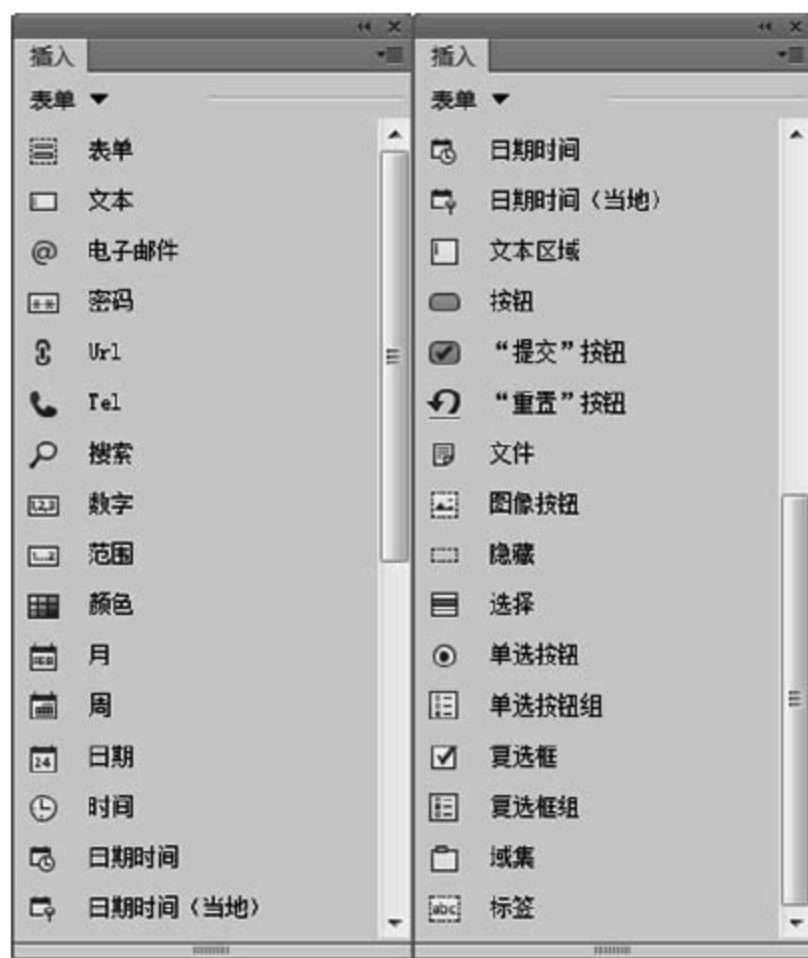 插入
表单
表单
文本
电子邮件
密码
Url
Tel
搜索
数字
范围
颜色
月
周
日期
时间
日期时间
日期时间（当地）
插入
表单
日期时间
日期时间（当地）
文本区域
按钮
“提交”按钮
“重置”按钮
文件
图像按钮
隐藏
选择
单选按钮
单选按钮组
复选框
复选框组
域集
标签